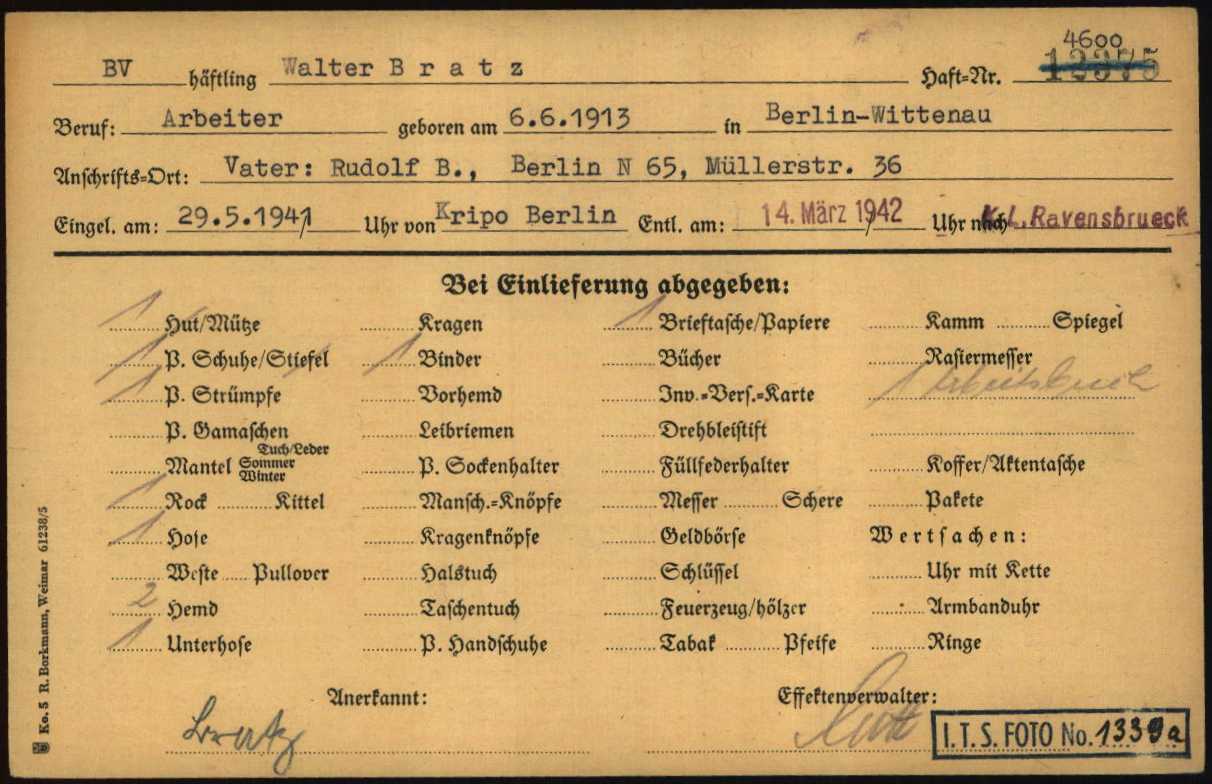 4600
BV häftling Walter B r a t z Haft-Nr. 12375
Beruf: Arbeiter geboren am 6.6.1913 in Berlin-Wittenau
Anschrifts-Ort: Vater: Rudolf B., Berlin N 65, Müllerstr. 36
Eingel. am: 29.5.1941 Uhr von Kripo Berlin Entl. am: 14. März 1942 Uhr nach K.L. Ravensbrueck
Bei Einlieferung abgegeben:
1 Hut/Mütze Kragen 1 Brieftasche/Papiere Kamm Spiegel
1 P. Schuhe/Stiefel 1 Binder Bücher Rasiermesser
1 P. Strümpfe Vorhemd Inv.-Vers.-Karte 1 Arbeitsbuch
P. Gamaschen Leibriemen Drehbleistift
Tuch/Leder
Mantel Sommer P. Sockenhalter Füllfederhalter Koffer/Aktentasche
Winter
1 Rock Kittel Mansch.-Knöpfe Messer Schere Pakete
1 Hose Kragenknöpfe Geldbörse Wertsachen:
Weste Pullover Halstuch Schlüssel Uhr mit Kette
2 Hemd Taschentuch Feuerzeug/hölzer Armbanduhr
1 Unterhose P. Handschuhe Tabak Pfeife Ringe
Anerkannt: Effektenverwalter:
Bratz
I.T.S. FOTO No. 1339a
Ko. 5 R. Borkmann, Weimar 61238/5